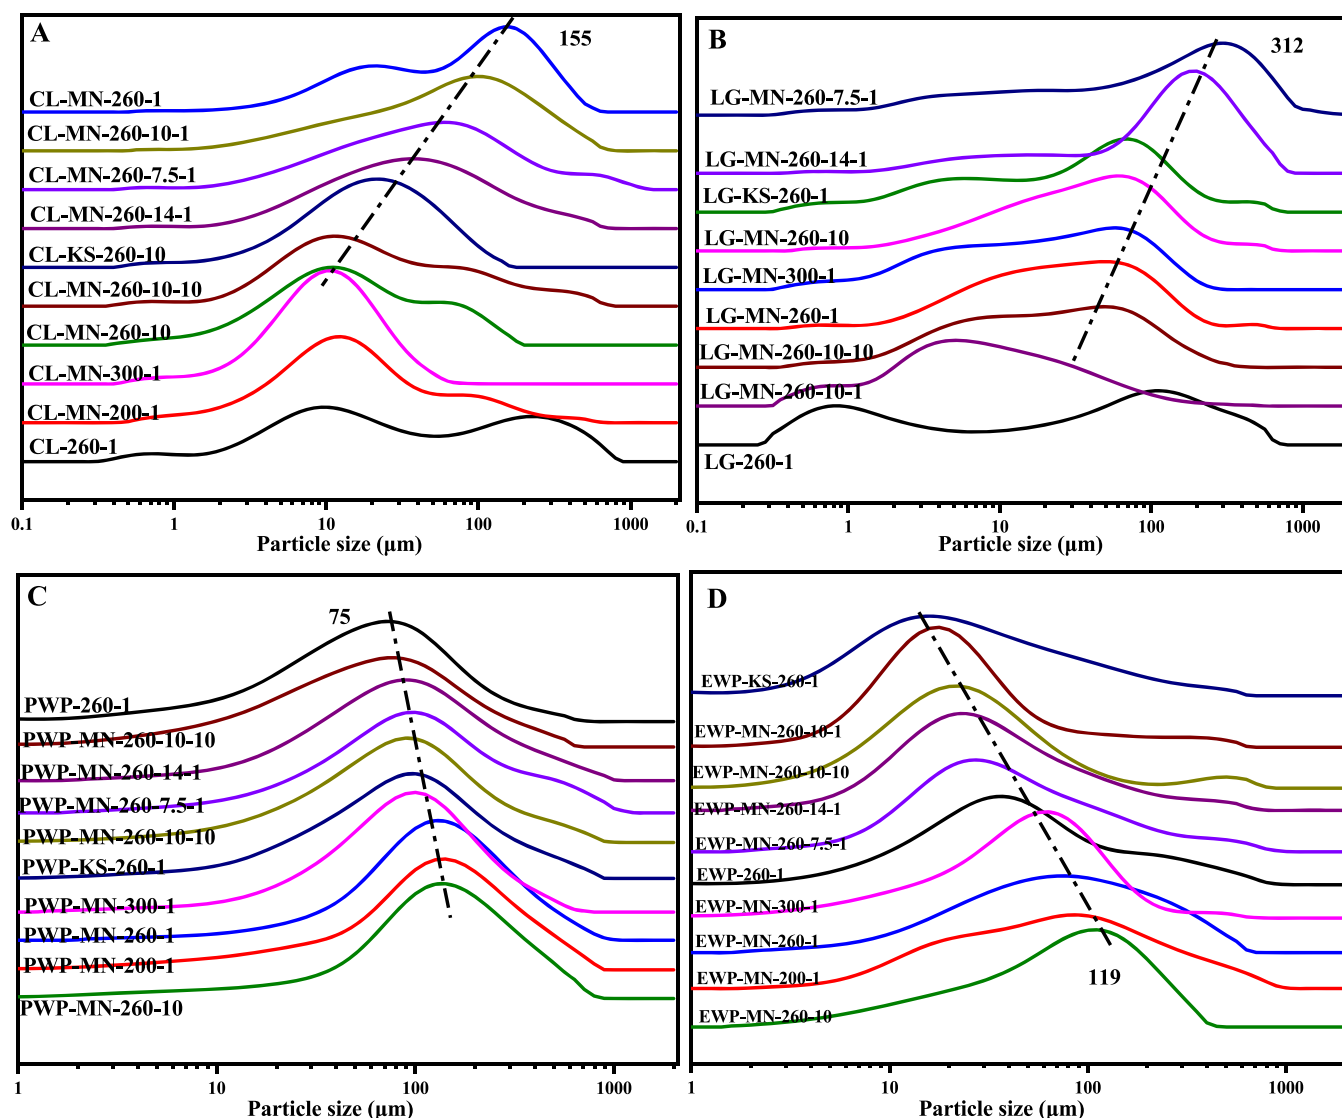 A
155
CL-MN-260-1
CL-MN-260-10-1
CL-MN-260-7.5-1
CL-MN-260-14-1
CL-KS-260-10
CL-MN-260-10-10
CL-MN-260-10
CL-MN-300-1
CL-MN-200-1
CL-260-1
0.1 1 10 100 1000
Particle size (µm)
B
312
LG-MN-260-7.5-1
LG-MN-260-14-1
LG-KS-260-1
LG-MN-260-10
LG-MN-300-1
LG-MN-260-1
LG-MN-260-10-10
LG-MN-260-10-1
LG-260-1
0.1 1 10 100 1000
Particle size (µm)
C
75
PWP-260-1
PWP-MN-260-10-10
PWP-MN-260-14-1
PWP-MN-260-7.5-1
PWP-MN-260-10-10
PWP-KS-260-1
PWP-MN-300-1
PWP-MN-260-1
PWP-MN-200-1
PWP-MN-260-10
1 10 100 1000
Particle size (µm)
D
EWP-KS-260-1
EWP-MN-260-10-1
EWP-MN-260-10-10
EWP-MN-260-14-1
EWP-MN-260-7.5-1
EWP-260-1
EWP-MN-300-1
EWP-MN-260-1
EWP-MN-200-1
119
EWP-MN-260-10
1 10 100 1000
Particle size (µm)